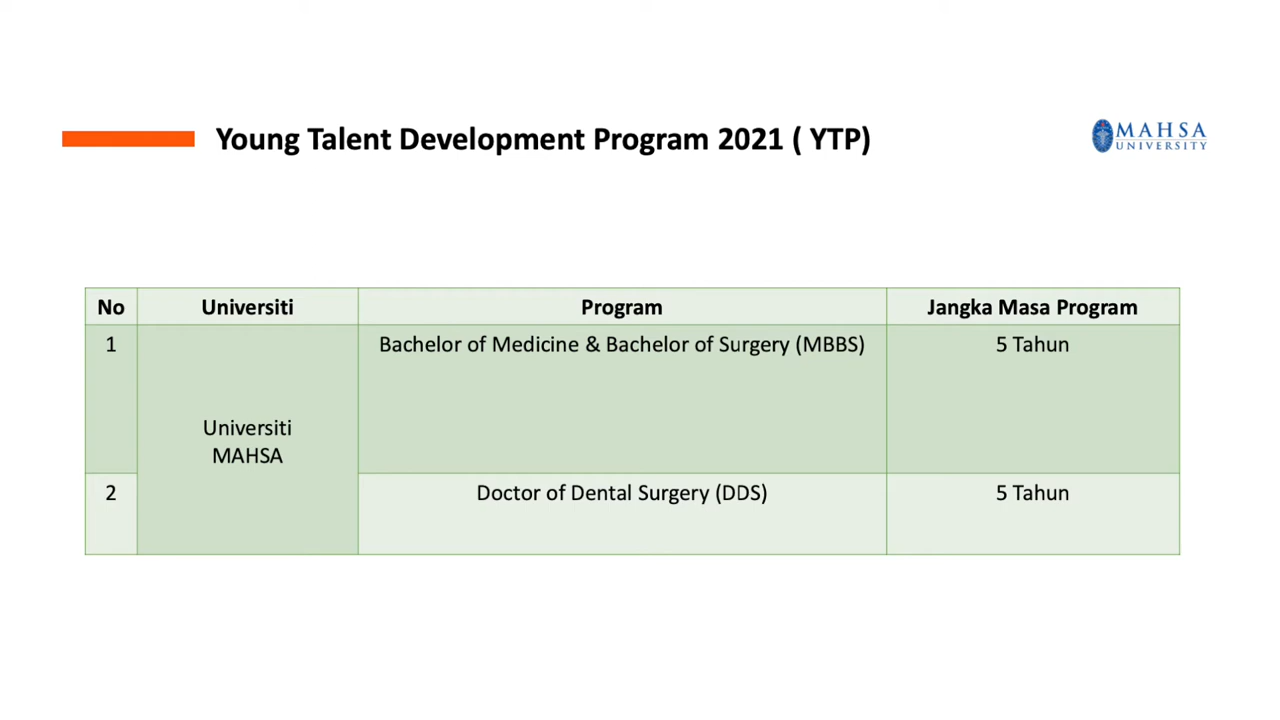 Young Talent Development Program 2021 ( YTP)
MAHSA
UNIVERSITY
No Universiti Program Jangka Masa Program
1 Bachelor of Medicine & Bachelor of Surgery (MBBS) 5 Tahun
Universiti
MAHSA
2 Doctor of Dental Surgery (DDS) 5 Tahun